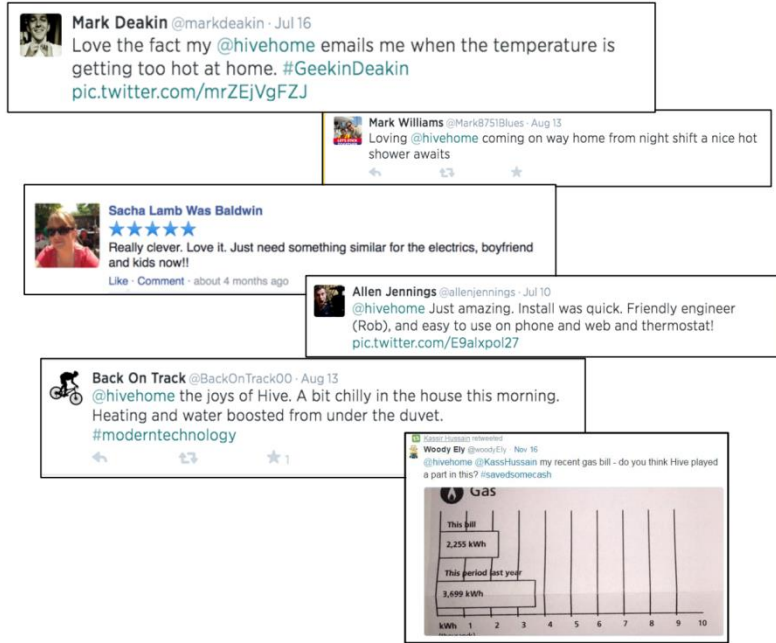 Mark Deakin @markdeakin · Jul 16
Love the fact my @hivehome emails me when the temperature is
getting too hot at home. #GeekinDeakin
pic.twitter.com/mrZEjVgFZJ
Mark Williams @Mark8751Blues · Aug 13
Loving @hivehome coming on way home from night shift a nice hot
shower awaits
Sacha Lamb Was Baldwin
Really clever. Love it. Just need something similar for the electrics, boyfriend
and kids now!!
Like · Comment · about 4 months ago
Allen Jennings @allenjennings · Jul 10
@hivehome Just amazing. Install was quick. Friendly engineer
(Rob), and easy to use on phone and web and thermostat!
pic.twitter.com/E9alxpol27
Back On Track @BackOnTrack00 · Aug 13
@hivehome the joys of Hive. A bit chilly in the house this morning.
Heating and water boosted from under the duvet.
#moderntechnology
1
Kassr Hussain retweeted
Woody Ely @woodyEly · Nov 16
@hivehome @KassHussain my recent gas bill - do you think Hive played
a part in this? #savedsomecash
Gas
This bill
2,255 kWh
This period last year
3,699 kWh
kWh 1 2 3 4 5 6 7 8 9 10